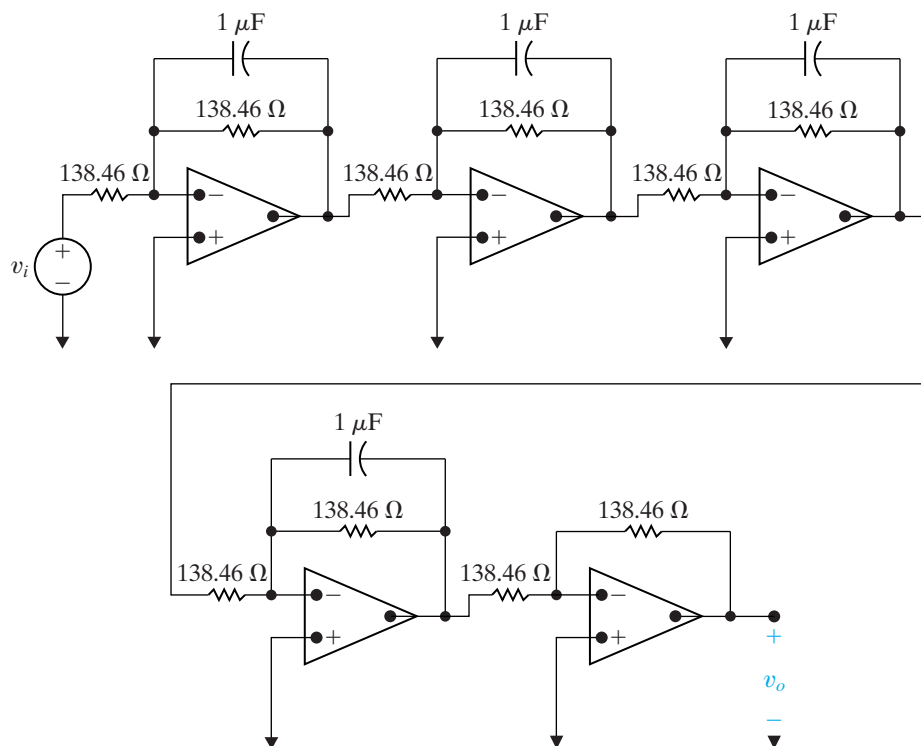 1 μF 1 μF 1 μF
138.46 Ω 138.46 Ω 138.46 Ω
138.46 Ω 138.46 Ω 138.46 Ω
− − −
+ + +
+
v_i
−
1 μF
138.46 Ω 138.46 Ω
138.46 Ω 138.46 Ω
− −
+ + +
v_o
−